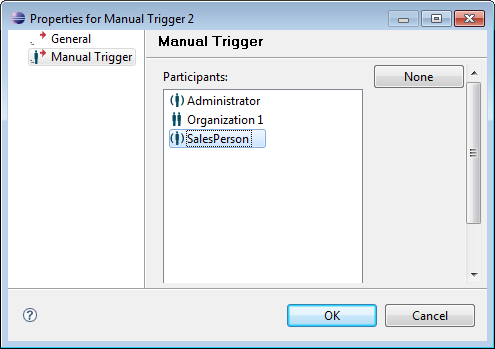 Properties for Manual Trigger 2
General
Manual Trigger
Manual Trigger
Participants:
None
Administrator
Organization 1
SalesPerson
?
OK
Cancel